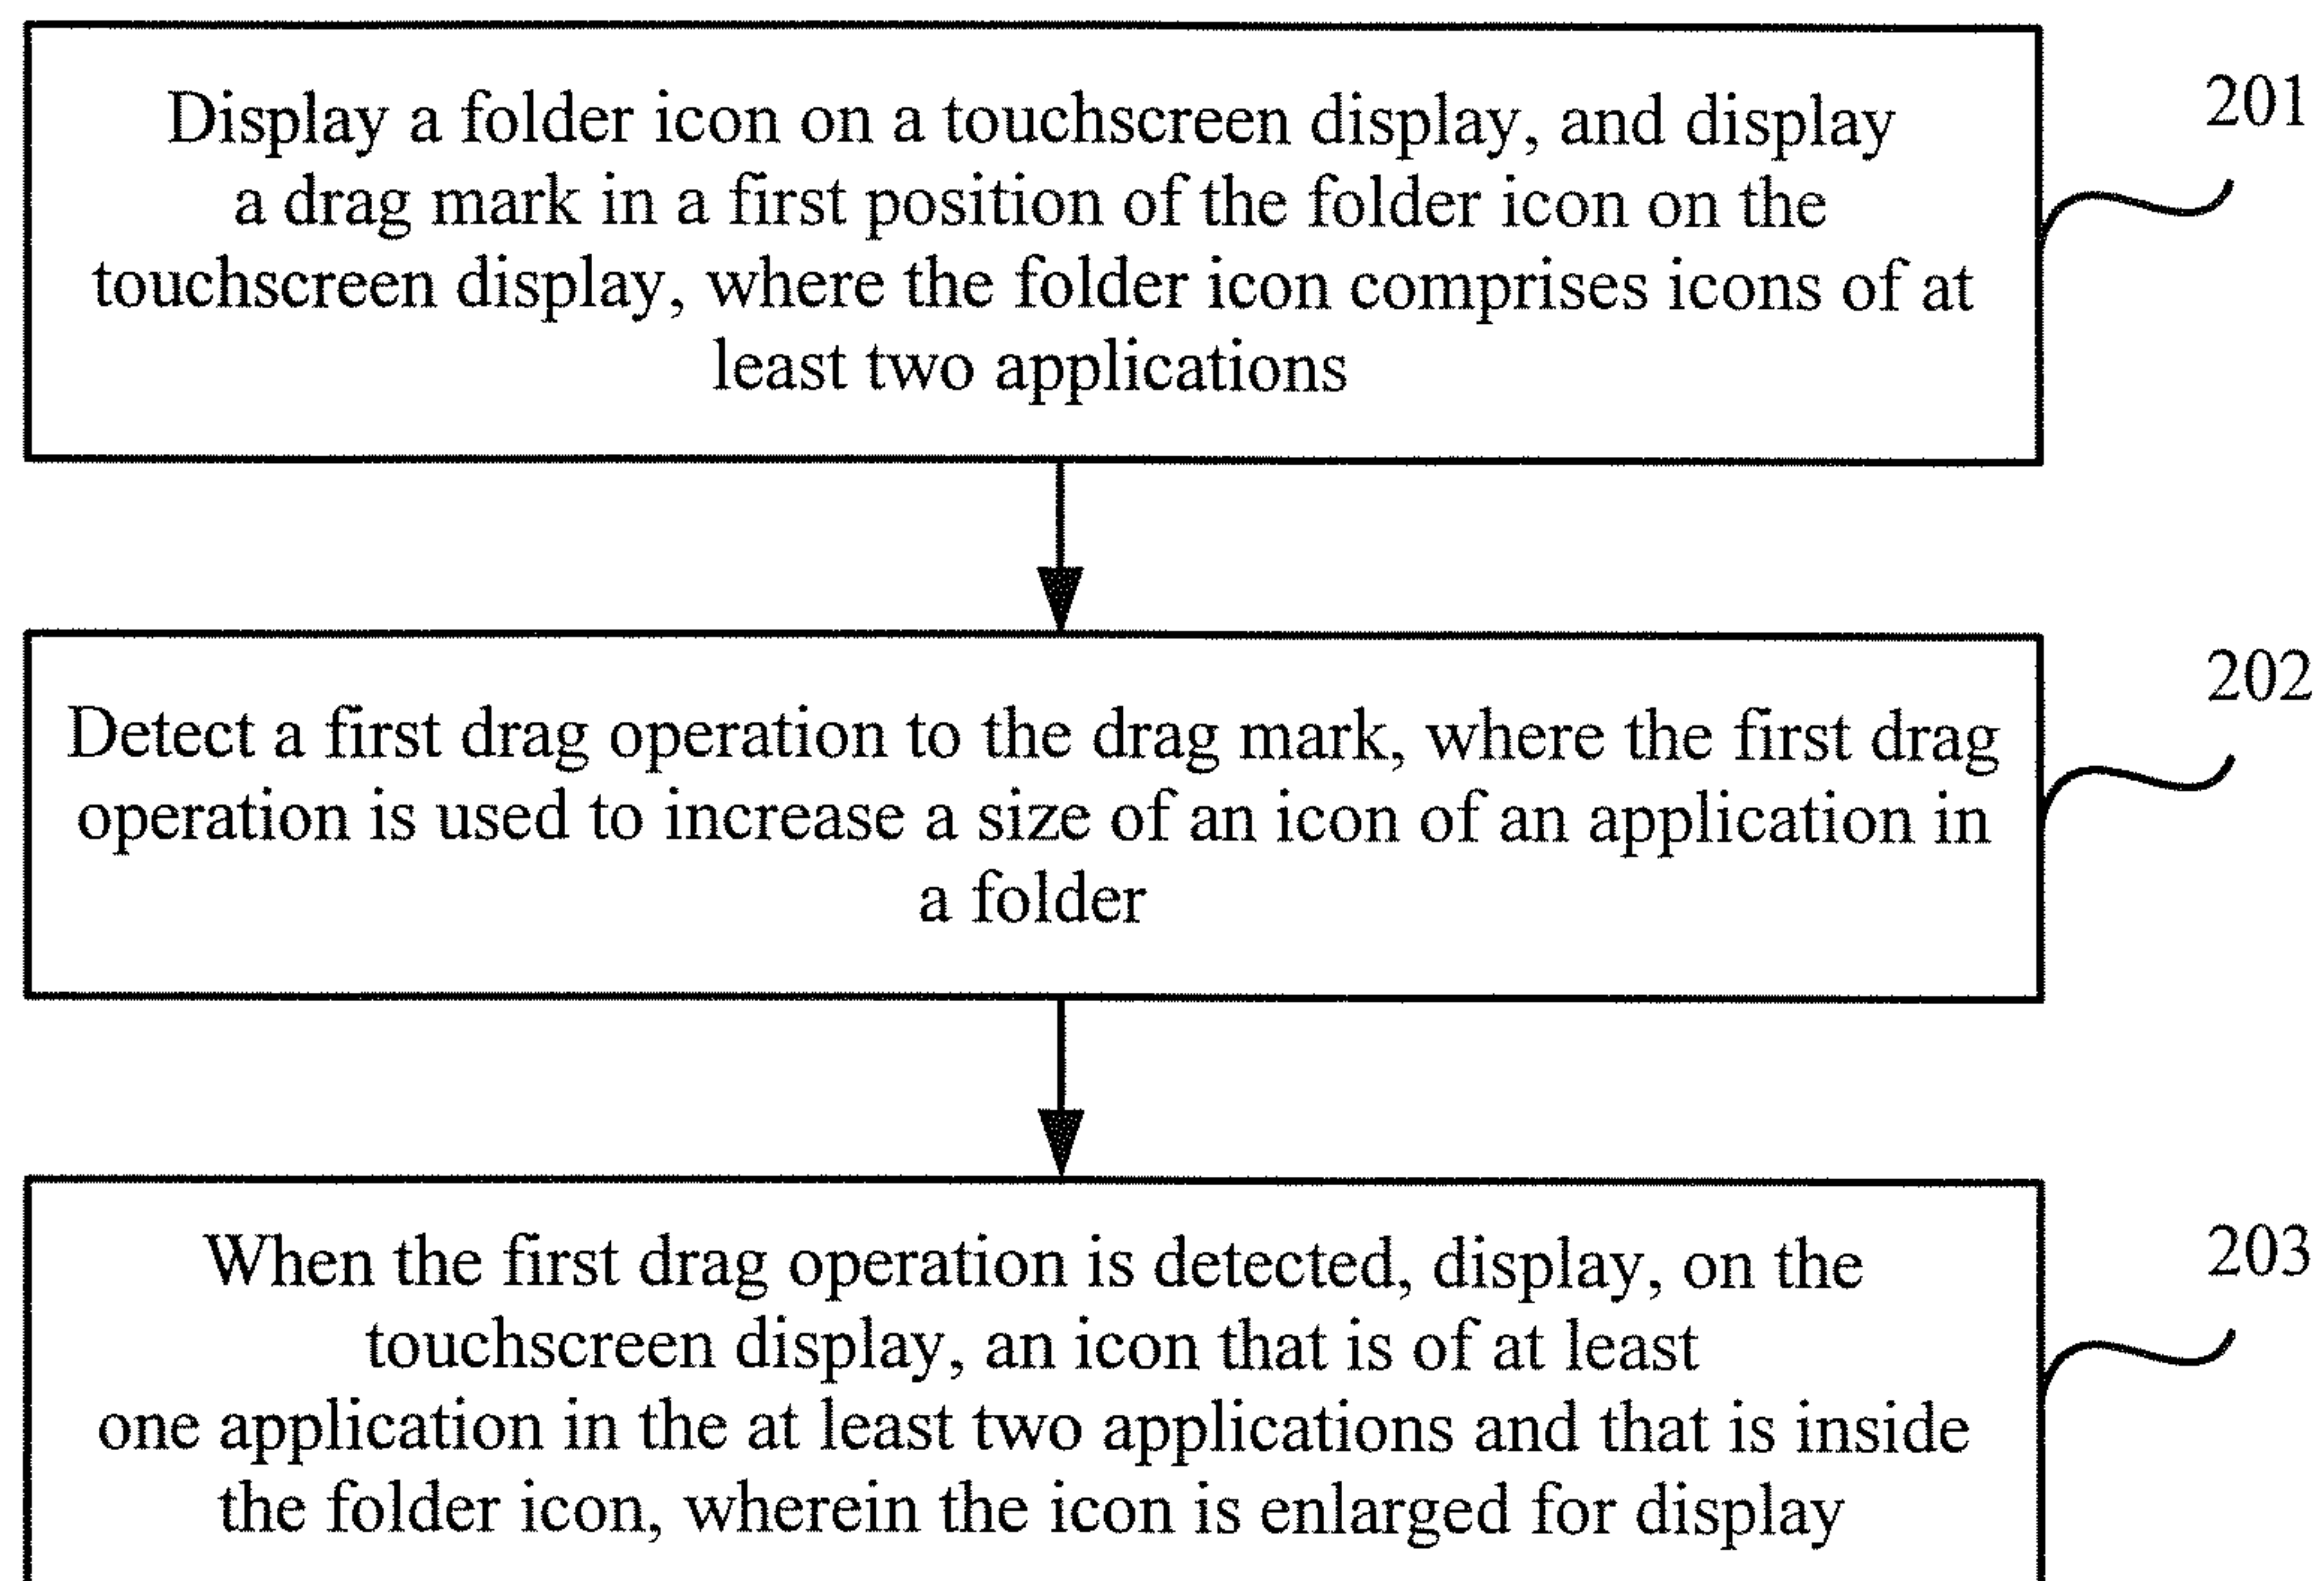 Display a folder icon on a touchscreen display, and display
a drag mark in a first position of the folder icon on the
touchscreen display, where the folder icon comprises icons of at
least two applications
201
Detect a first drag operation to the drag mark, where the first drag
operation is used to increase a size of an icon of an application in
a folder
202
When the first drag operation is detected, display, on the
touchscreen display, an icon that is of at least
one application in the at least two applications and that is inside
the folder icon, wherein the icon is enlarged for display
203